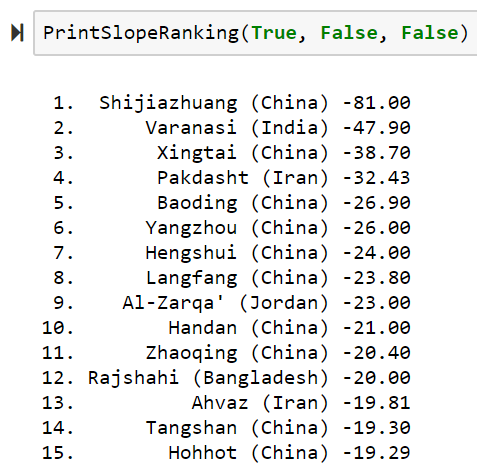 PrintSlopeRanking(True, False, False)
1. Shijiazhuang (China) -81.00
2. Varanasi (India) -47.90
3. Xingtai (China) -38.70
4. Pakdasht (Iran) -32.43
5. Baoding (China) -26.90
6. Yangzhou (China) -26.00
7. Hengshui (China) -24.00
8. Langfang (China) -23.80
9. Al-Zarqa' (Jordan) -23.00
10. Handan (China) -21.00
11. Zhaoqing (China) -20.40
12. Rajshahi (Bangladesh) -20.00
13. Ahvaz (Iran) -19.81
14. Tangshan (China) -19.30
15. Hohhot (China) -19.29